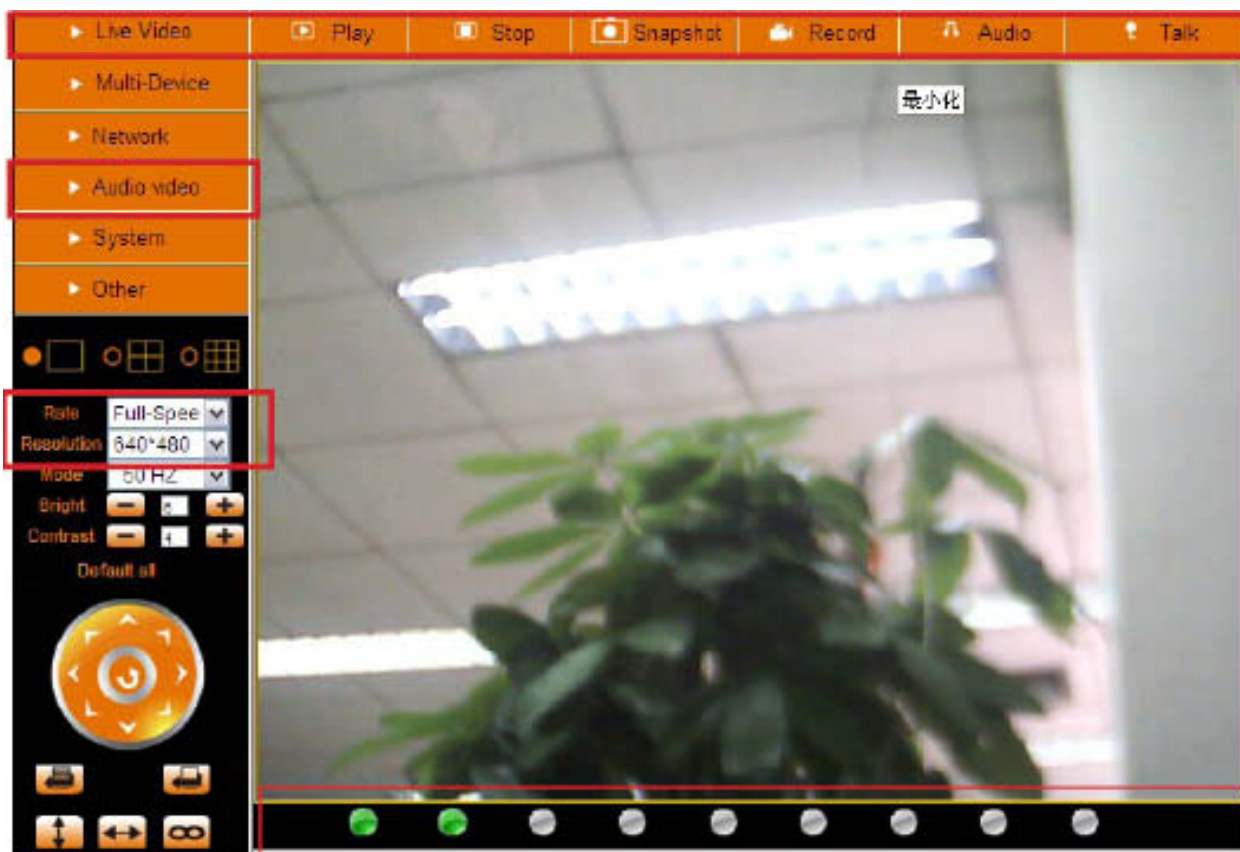 Live Video Play Stop Snapshot Record Audio Talk
Multi-Device
最小化
Network
Audio video
System
Other
Rate Full-Spee
Resolution 640*480
Mode HZ
Bright
Contrast 4
Default all